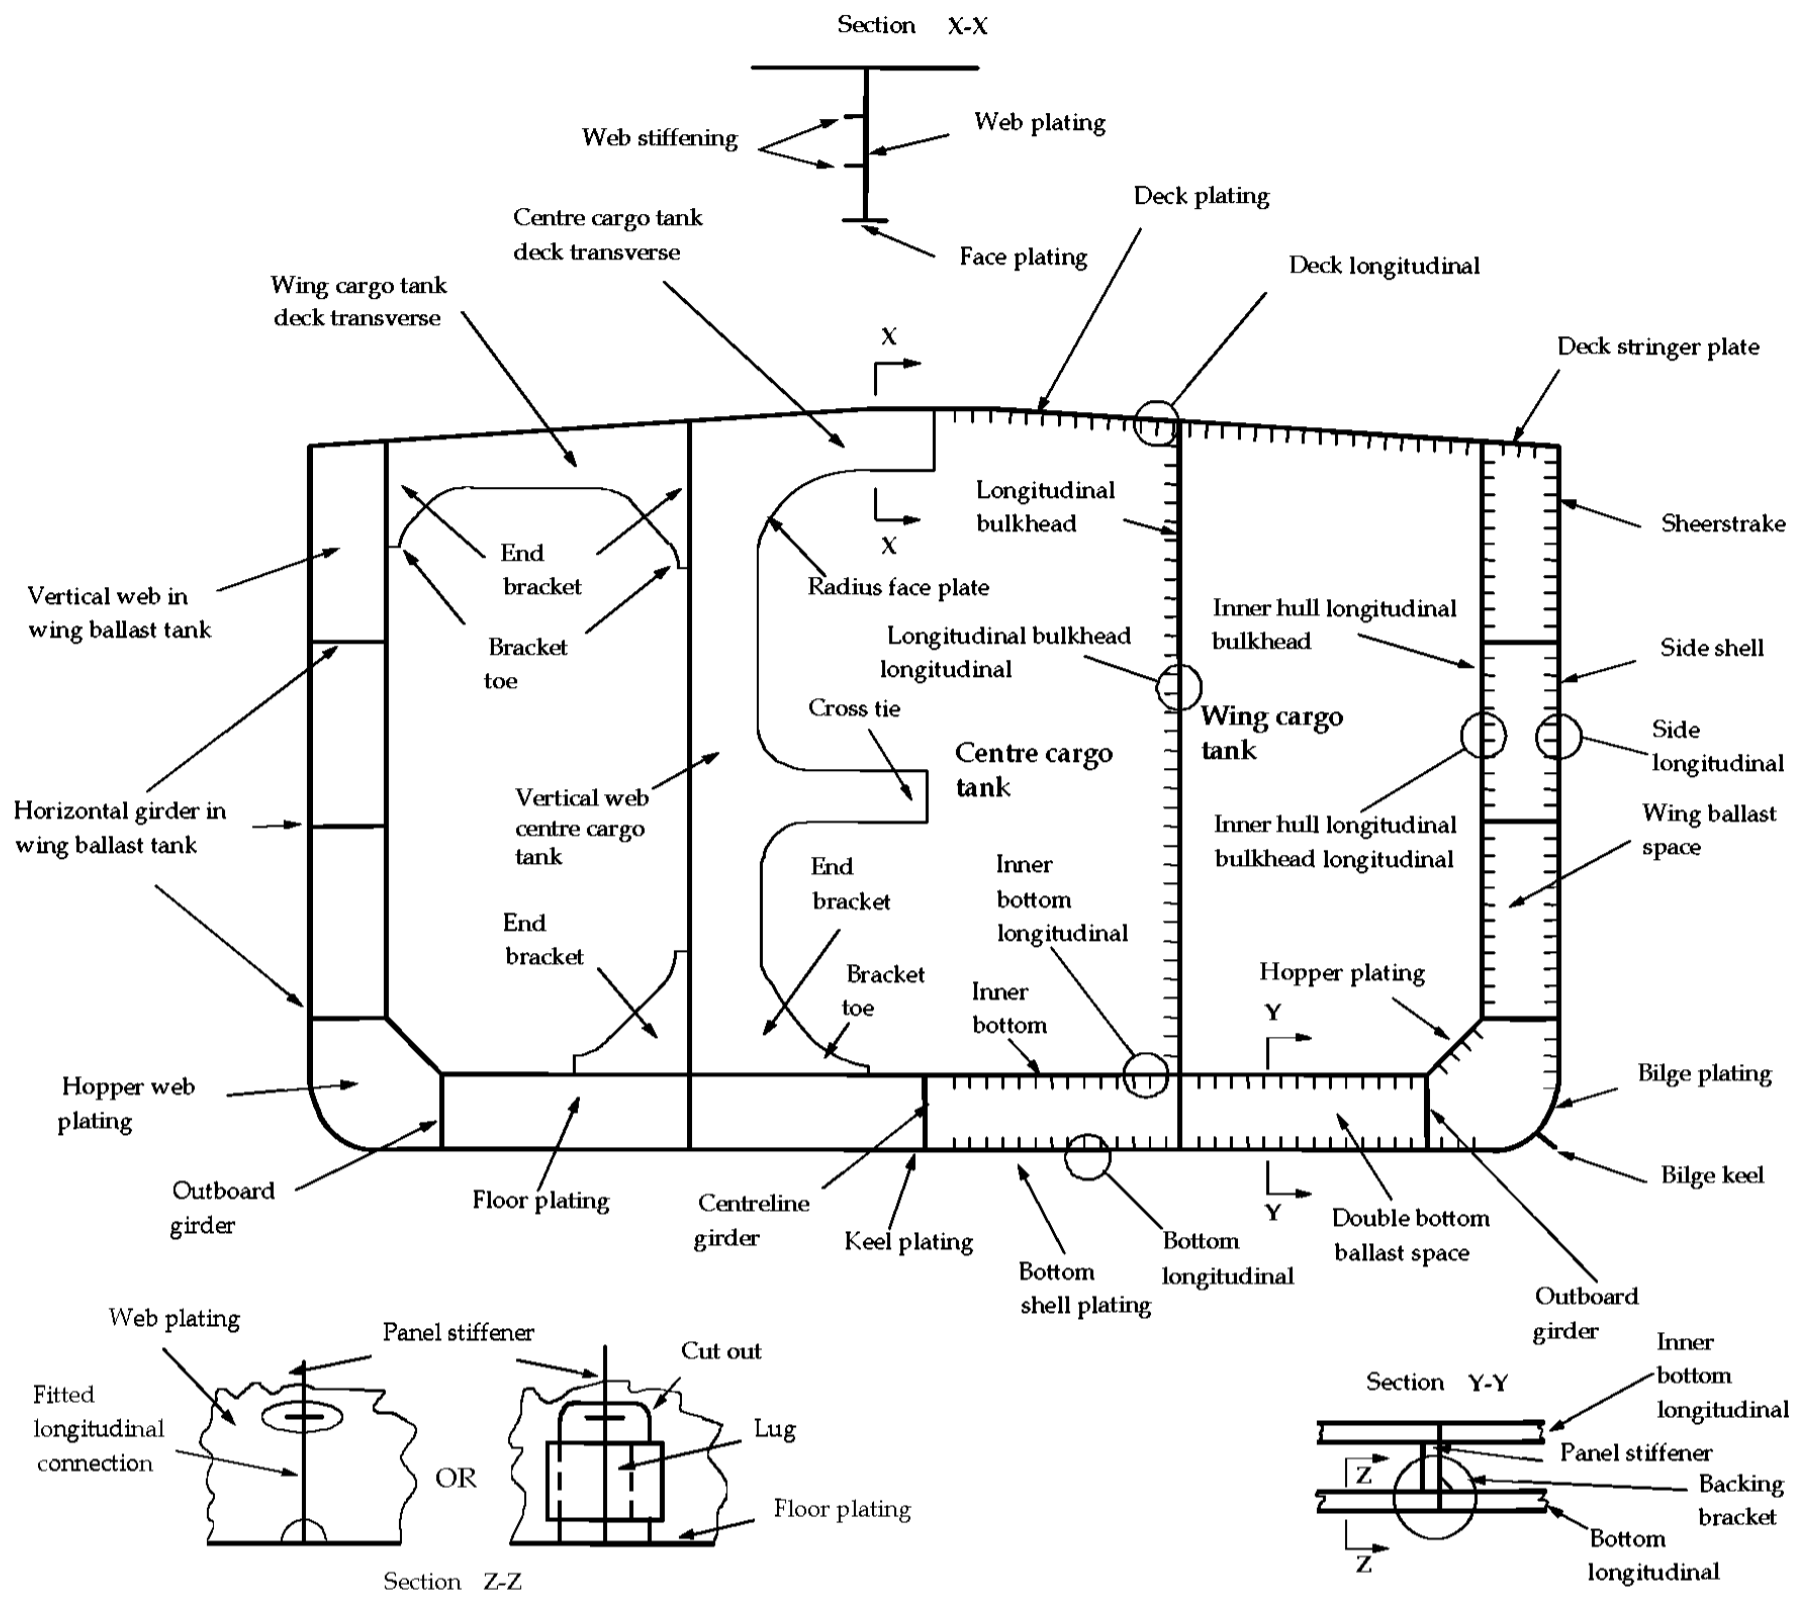 Section X-X
Web stiffening
Web plating
Face plating
Deck plating
Centre cargo tank
deck transverse
Deck longitudinal
Wing cargo tank
deck transverse
X
Deck stringer plate
Longitudinal
bulkhead
X
Sheerstrake
End
bracket
Radius face plate
Vertical web in
wing ballast tank
Inner hull longitudinal
bulkhead
Longitudinal bulkhead
longitudinal
Bracket
toe
Side shell
Cross tie
Wing cargo
tank
Side
longitudinal
Centre cargo
tank
Vertical web
centre cargo
tank
Horizontal girder in
wing ballast tank
Inner hull longitudinal
bulkhead longitudinal
Wing ballast
space
End
bracket
Inner
bottom
longitudinal
End
bracket
Bracket
toe
Inner
bottom
Hopper plating
Y
Hopper web
plating
Bilge plating
Bilge keel
Outboard
girder
Floor plating
Centreline
girder
Keel plating
Y
Double bottom
ballast space
Bottom
longitudinal
Bottom
shell plating
Outboard
girder
Web plating
Panel stiffener
Cut out
Fitted
longitudinal
connection
OR
Lug
Floor plating
Section Z-Z
Section Y-Y
Inner
bottom
longitudinal
Panel stiffener
Z
Backing
bracket
Z
Bottom
longitudinal